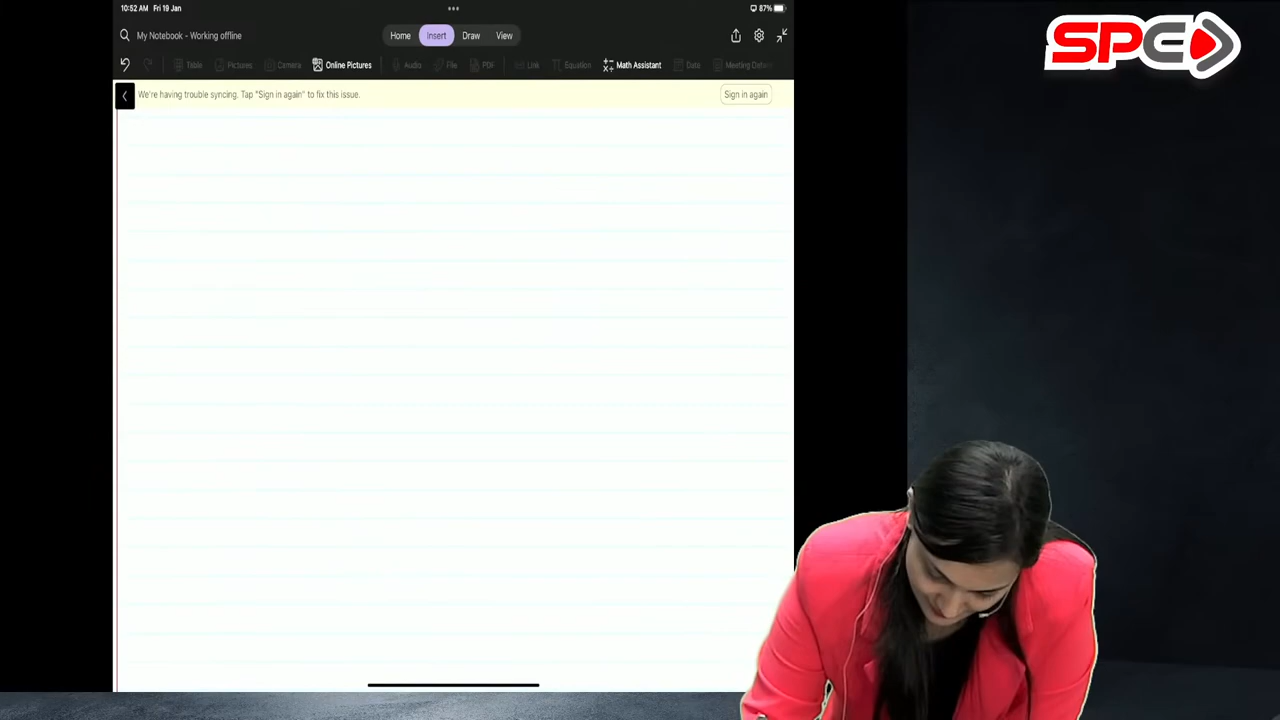 10:52 AM Fri 19 Jan
87%
My Notebook - Working offline
Home Insert Draw View
Table Pictures Camera Online Pictures Audio File PDF Link Equation Math Assistant Date Meeting Details
We're having trouble syncing. Tap "Sign in again" to fix this issue.
Sign in again
SPE